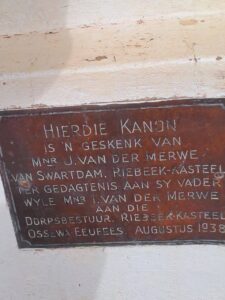 HIERDIE KANON
IS 'N GESKENK VAN
MNR J. VAN DER MERWE
VAN SWARTDAM, RIEBEEK-KASTEEL
TER GEDAGTENIS AAN SY VADER
WYLE MNR I. VAN DER MERWE
AAN DIE
DORPSBESTUUR, RIEBEEK-KASTEEL
OSSEWA-EEUFEES AUGUSTUS 1938